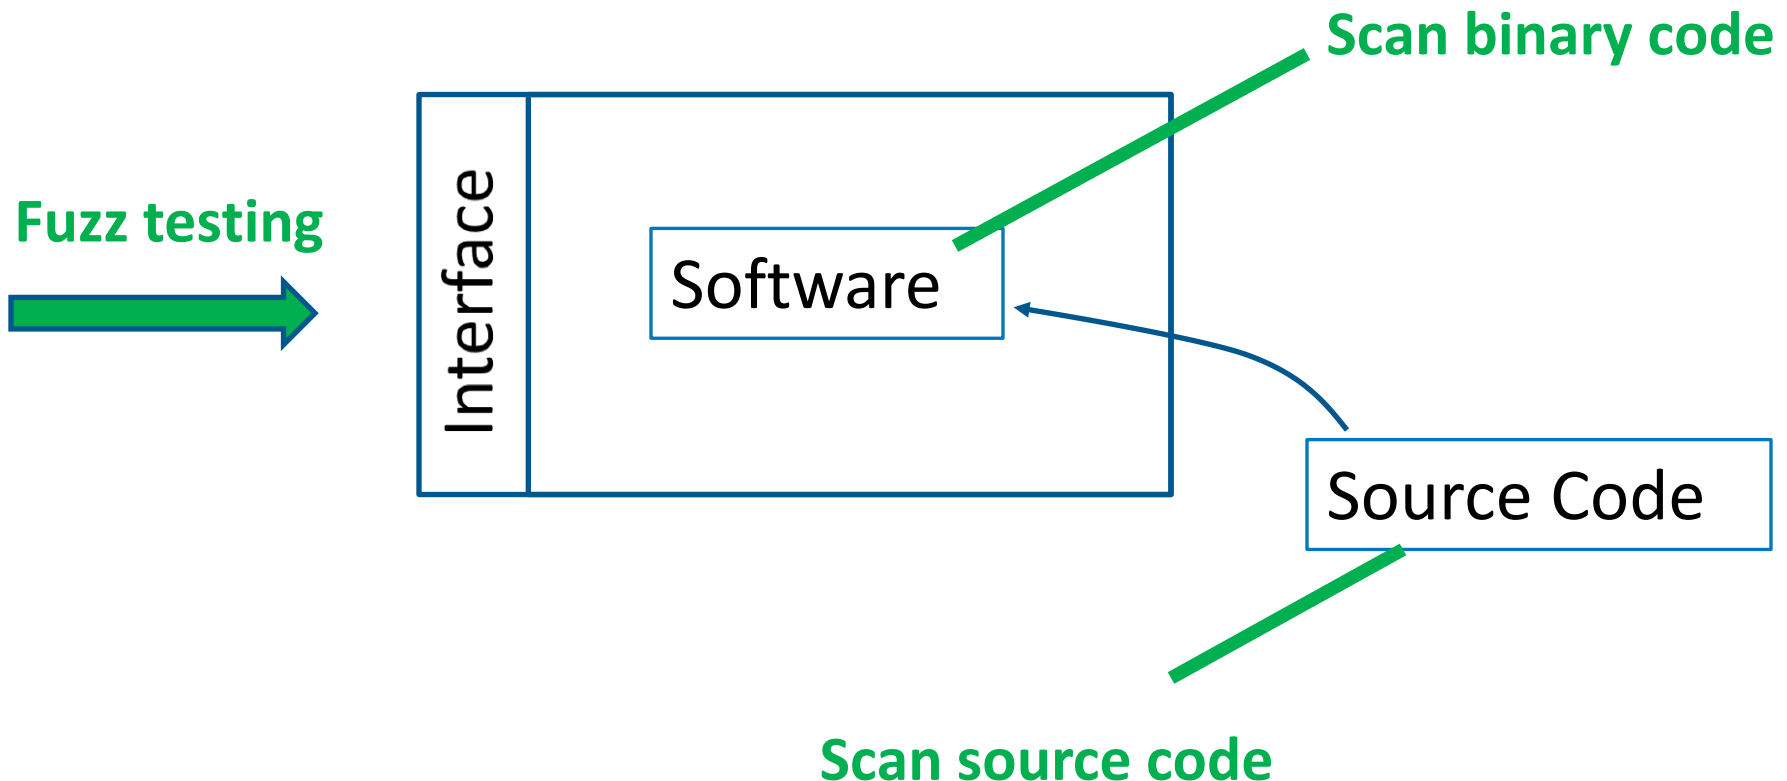 Scan binary code
Fuzz testing
Interface
Software
Source Code
Scan source code